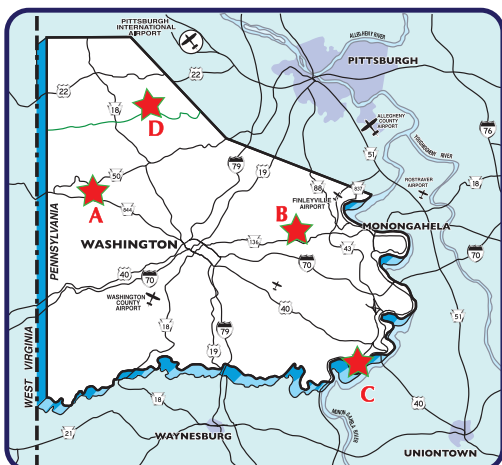 PITTSBURGH
INTERNATIONAL
AIRPORT
ALLEGHENY RIVER
PITTSBURGH
22
22
18
D
ALLEGHENY
COUNTY
AIRPORT
YOUGHIOGHENY RIVER
76
51
79
19
50
A
844
88
837
FINLEYVILLE
AIRPORT
ROSTRAVER
AIRPORT
18
B
MONONGAHELA
PENNSYLVANIA
WASHINGTON
136
43
70
70
40
70
WASHINGTON
COUNTY
AIRPORT
40
18
79
19
51
WEST VIRGINIA
C
18
40
21
WAYNESBURG
MONONGAHELA RIVER
UNIONTOWN